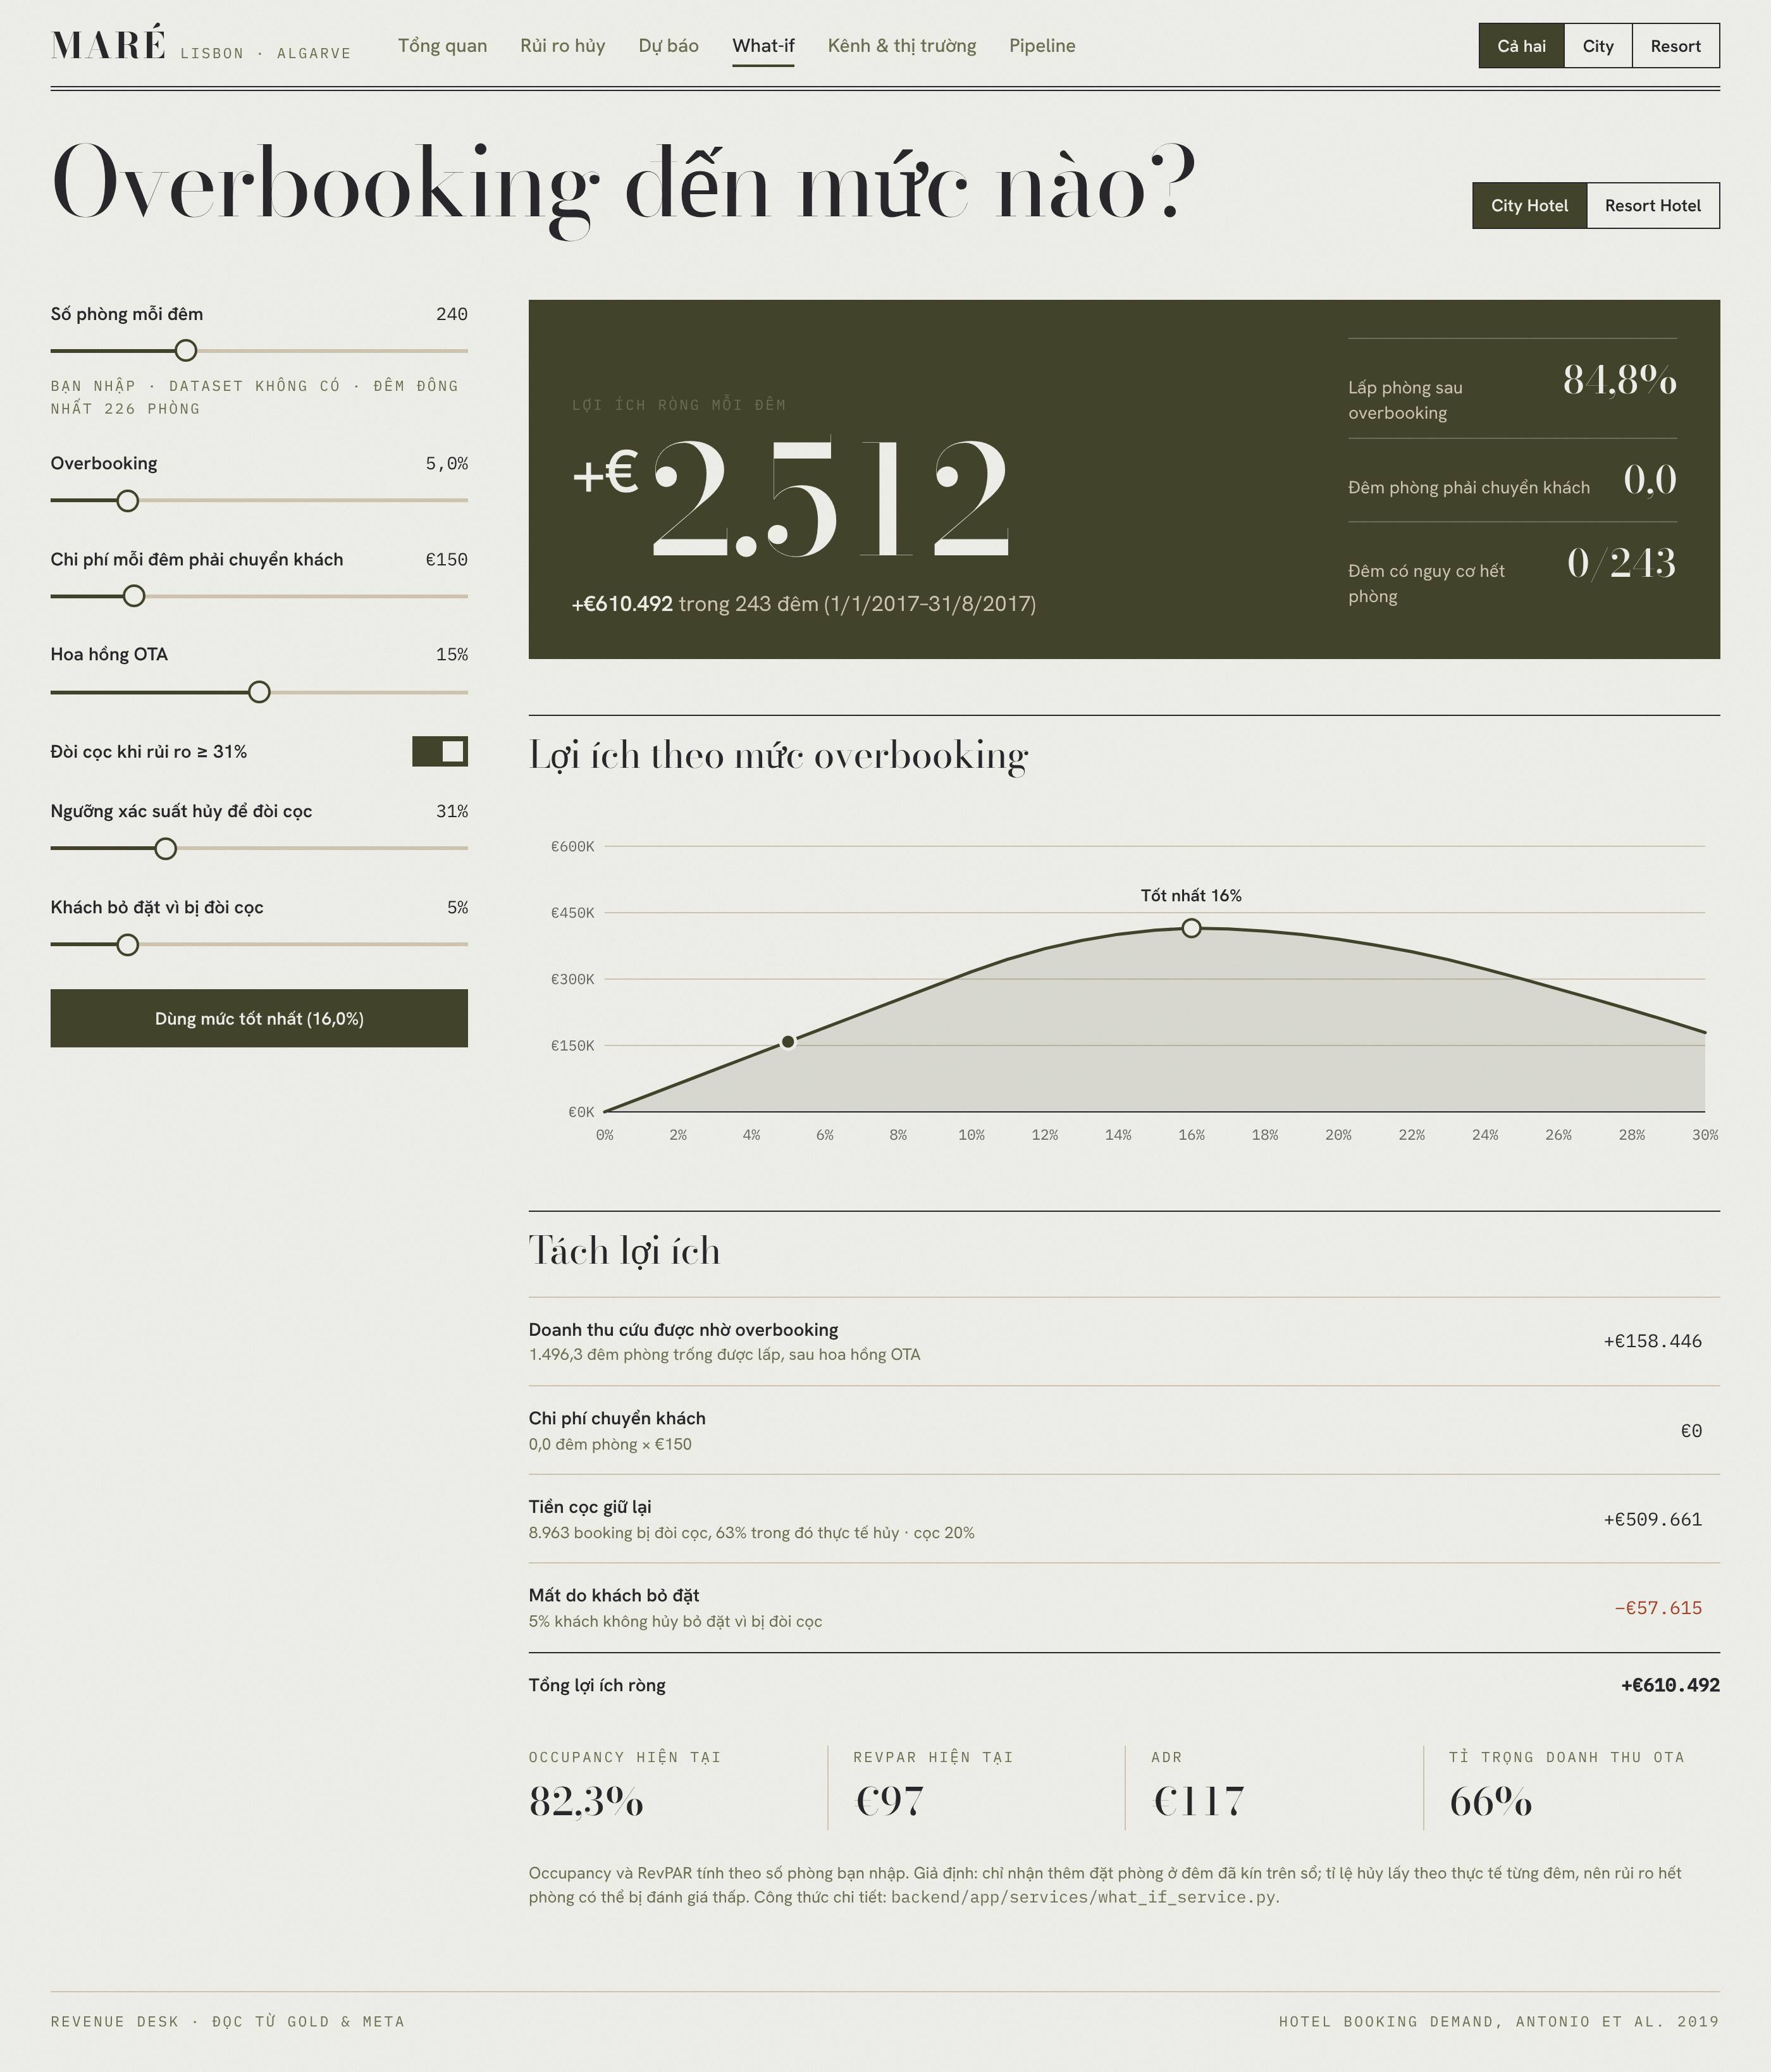 MARÉ LISBON · ALGARVE
Tổng quan
Rủi ro hủy
Dự báo
What-if
Kênh & thị trường
Pipeline
Cả hai
City
Resort
Overbooking đến mức nào?
City Hotel
Resort Hotel
Số phòng mỗi đêm 240
BẠN NHẬP · DATASET KHÔNG CÓ · ĐÊM ĐÔNG
NHẤT 226 PHÒNG
Overbooking 5,0%
Chi phí mỗi đêm phải chuyển khách €150
Hoa hồng OTA 15%
Đòi cọc khi rủi ro ≥ 31%
Ngưỡng xác suất hủy để đòi cọc 31%
Khách bỏ đặt vì bị đòi cọc 5%
Dùng mức tốt nhất (16,0%)
LỢI ÍCH RÒNG MỖI ĐÊM
+€2.512
+€610.492 trong 243 đêm (1/1/2017–31/8/2017)
Lấp phòng sau
overbooking
84,8%
Đêm phòng phải chuyển khách 0,0
Đêm có nguy cơ hết
phòng
0/243
Lợi ích theo mức overbooking
€600K
€450K
€300K
€150K
€0K
Tốt nhất 16%
0% 2% 4% 6% 8% 10% 12% 14% 16% 18% 20% 22% 24% 26% 28% 30%
Tách lợi ích
Doanh thu cứu được nhờ overbooking
1.496,3 đêm phòng trống được lấp, sau hoa hồng OTA
+€158.446
Chi phí chuyển khách
0,0 đêm phòng × €150
€0
Tiền cọc giữ lại
8.963 booking bị đòi cọc, 63% trong đó thực tế hủy · cọc 20%
+€509.661
Mất do khách bỏ đặt
5% khách không hủy bỏ đặt vì bị đòi cọc
−€57.615
Tổng lợi ích ròng +€610.492
OCCUPANCY HIỆN TẠI
82,3%
REVPAR HIỆN TẠI
€97
ADR
€117
TỈ TRỌNG DOANH THU OTA
66%
Occupancy và RevPAR tính theo số phòng bạn nhập. Giả định: chỉ nhận thêm đặt phòng ở đêm đã kín trên sổ; tỉ lệ hủy lấy theo thực tế từng đêm, nên rủi ro hết
phòng có thể bị đánh giá thấp. Công thức chi tiết: backend/app/services/what_if_service.py.
REVENUE DESK · ĐỌC TỪ GOLD & META
HOTEL BOOKING DEMAND, ANTONIO ET AL. 2019